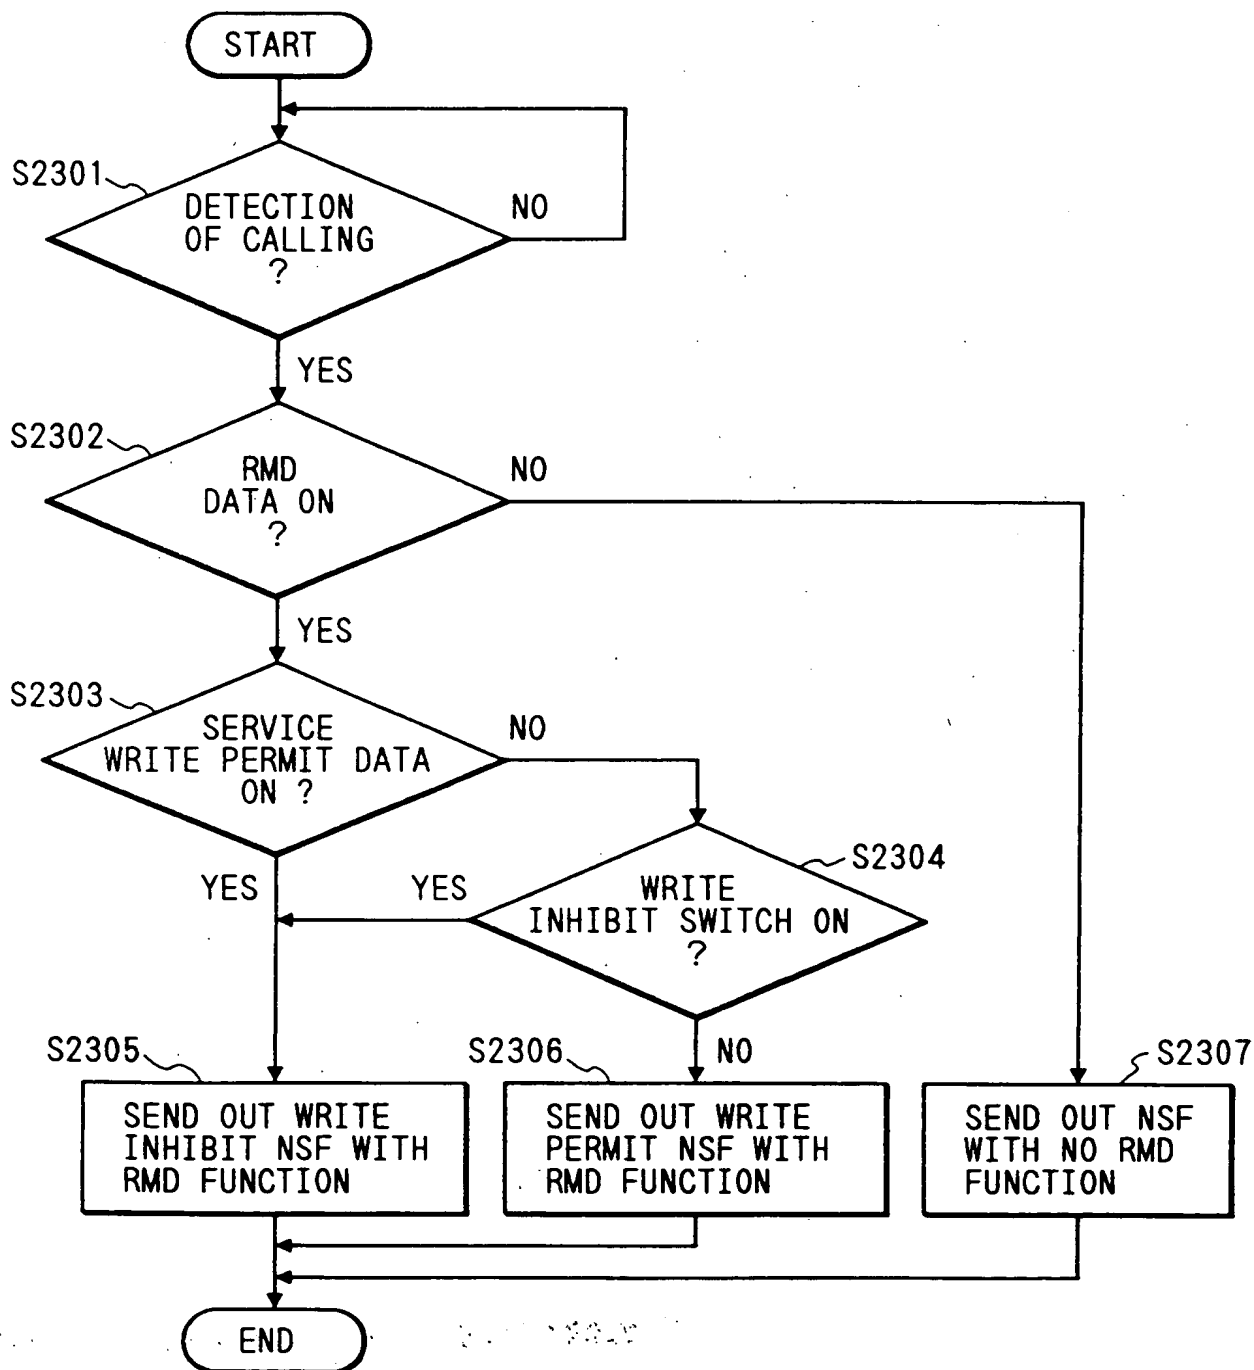 START
S2301
DETECTION
OF CALLING
?
NO
YES
S2302
RMD
DATA ON
?
NO
YES
S2303
SERVICE
WRITE PERMIT DATA
ON ?
NO
YES
S2304
WRITE
INHIBIT SWITCH ON
?
YES
NO
S2305
SEND OUT WRITE
INHIBIT NSF WITH
RMD FUNCTION
S2306
SEND OUT WRITE
PERMIT NSF WITH
RMD FUNCTION
S2307
SEND OUT NSF
WITH NO RMD
FUNCTION
END